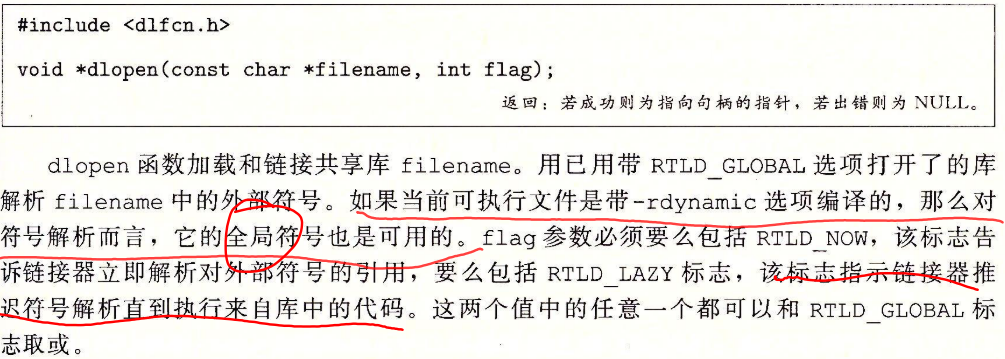 #include <dlfcn.h>
void *dlopen(const char *filename, int flag);
返回：若成功则为指向句柄的指针，若出错则为 NULL。
dlopen 函数加载和链接共享库 filename。用已用带 RTLD_GLOBAL 选项打开了的库
解析 filename 中的外部符号。如果当前可执行文件是带-rdynamic 选项编译的，那么对
符号解析而言，它的全局符号也是可用的。flag 参数必须要么包括 RTLD_NOW，该标志告
诉链接器立即解析对外部符号的引用，要么包括 RTLD_LAZY 标志，该标志指示链接器推
迟符号解析直到执行来自库中的代码。这两个值中的任意一个都可以和 RTLD_GLOBAL 标
志取或。